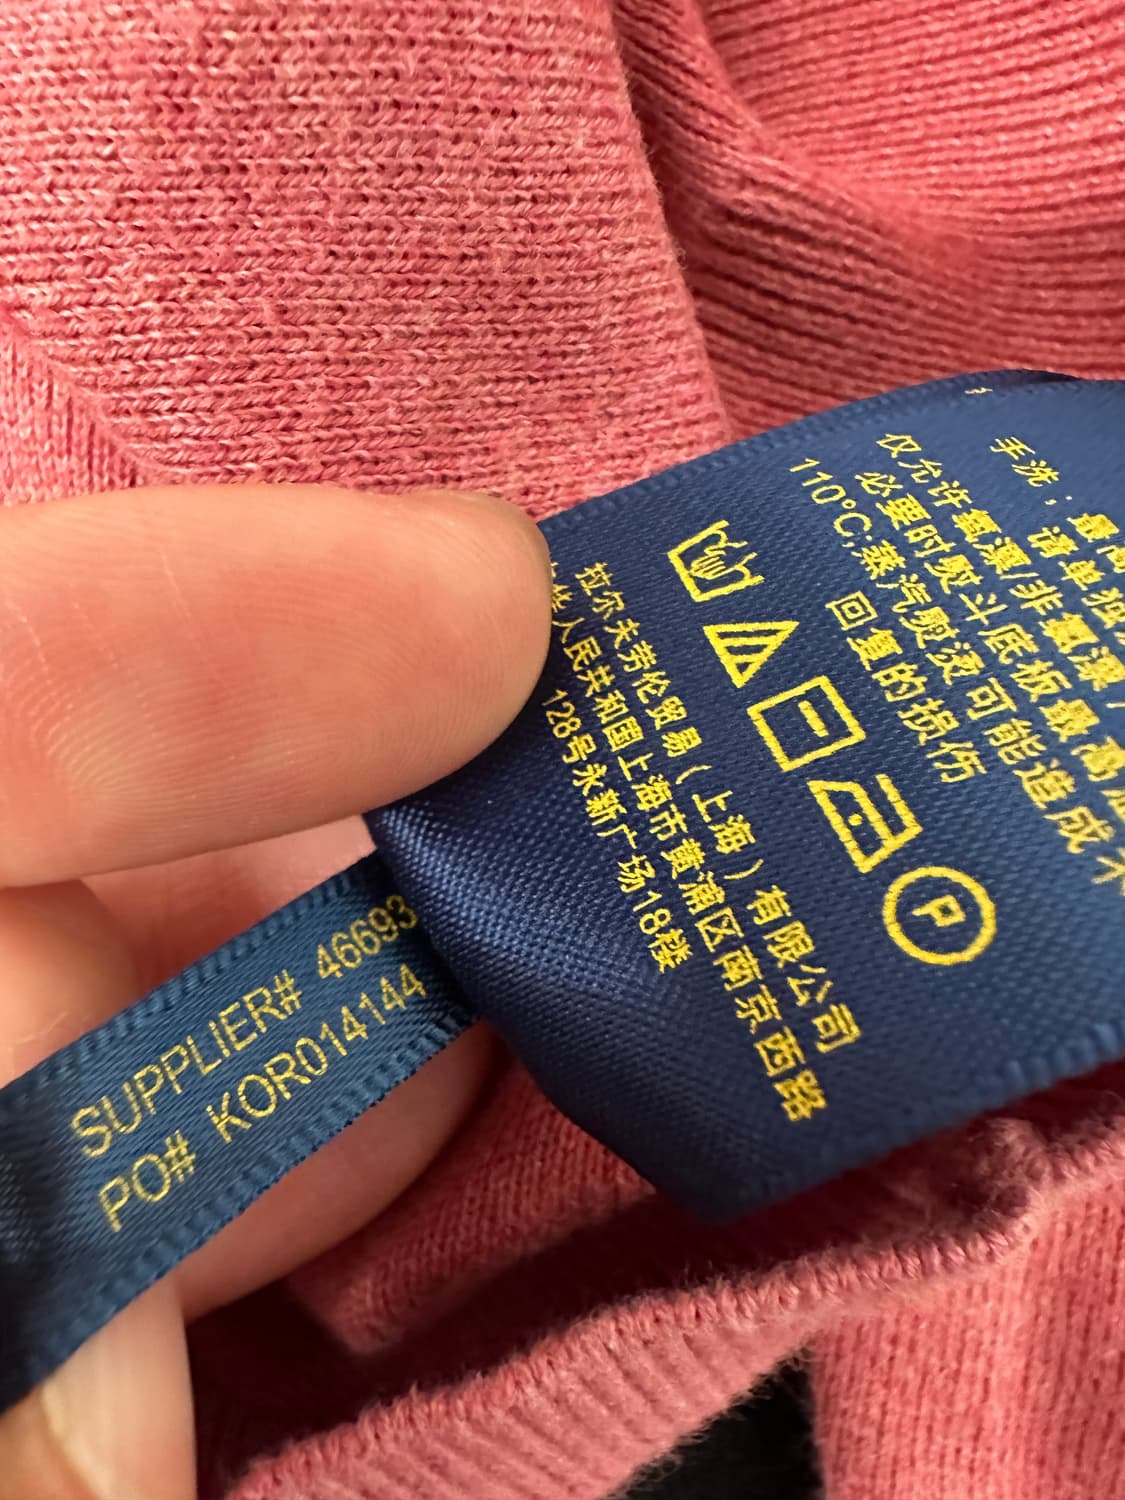 手洗；最高
请单独
仅允许氧漂/非氯漂
必要时熨斗底板最高温
110°C;蒸汽熨烫可能造成不
回复的损伤
P
拉尔夫劳伦贸易（上海）有限公司
人民共和国上海市黄浦区南京西路
128号永新广场18楼
SUPPLIER# 46693
PO# KOR014144